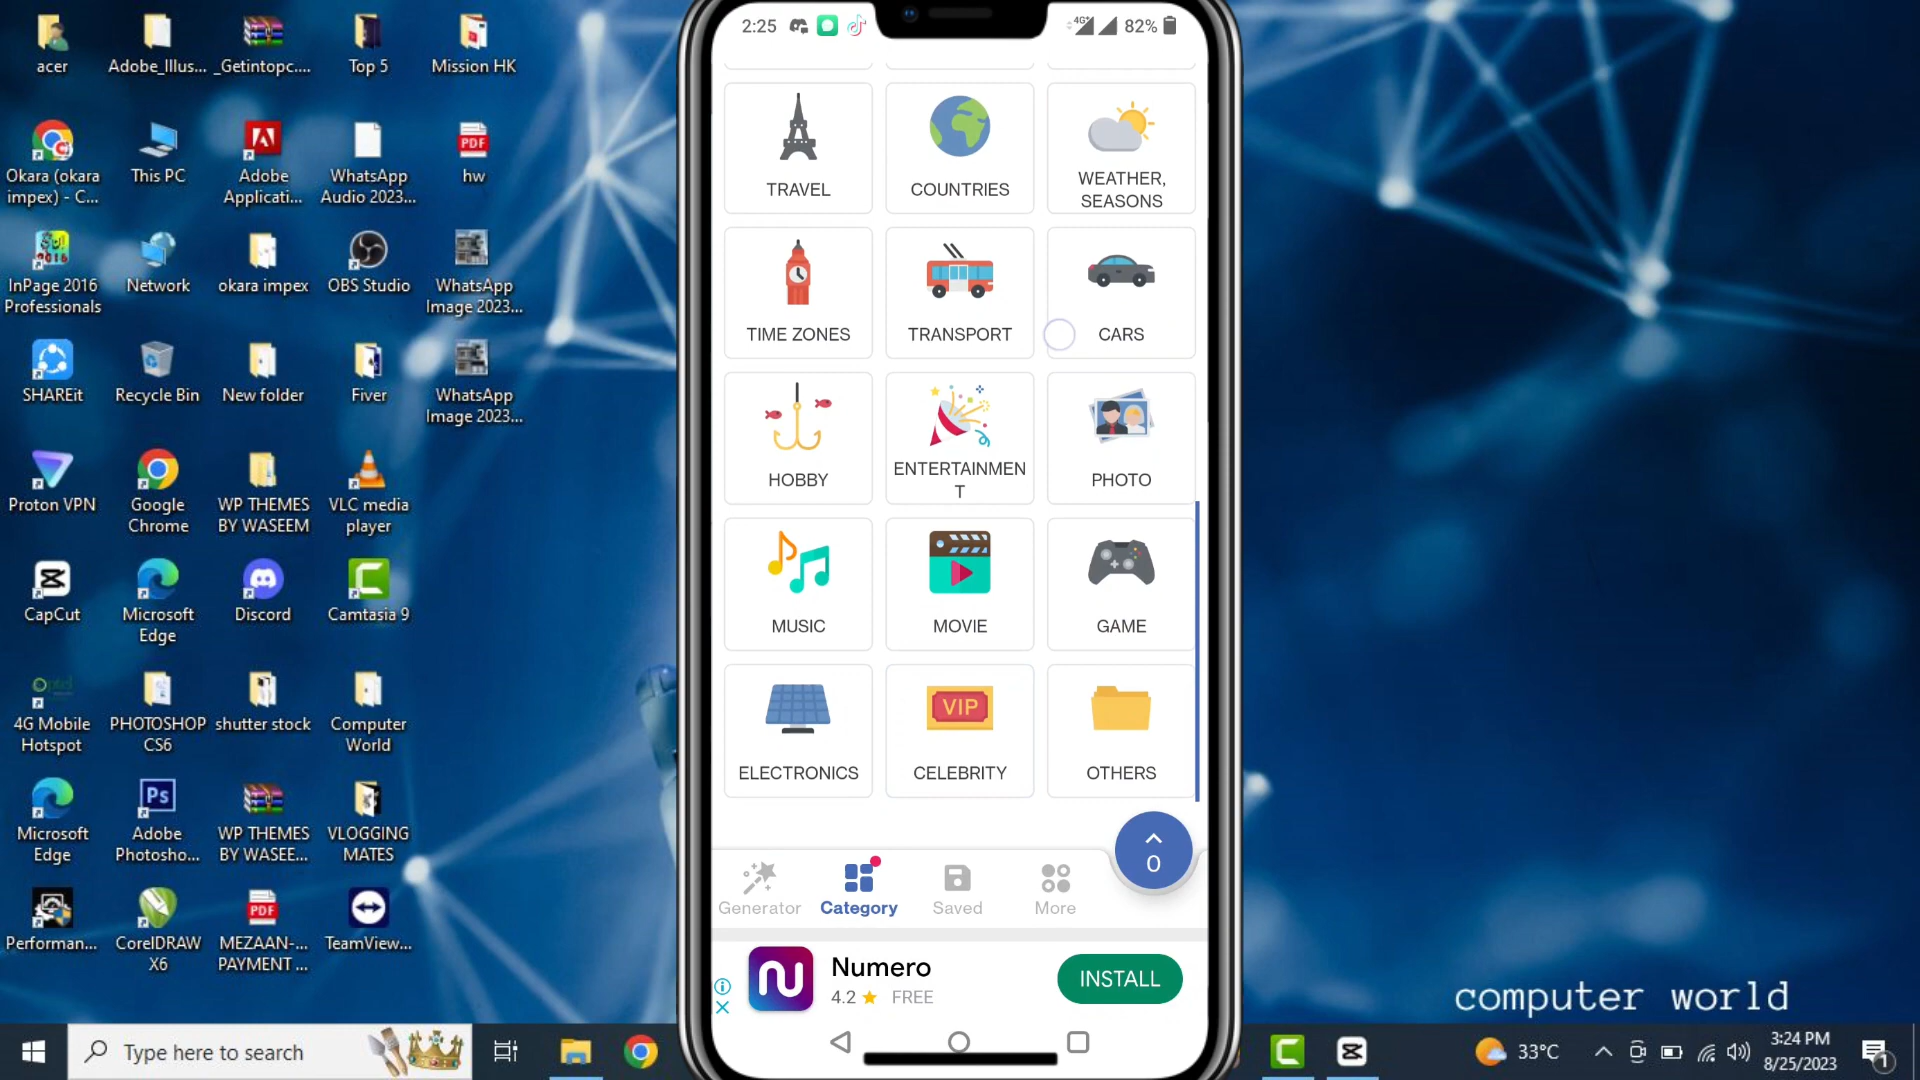 acer
Adobe_Illus...
_Getintopc....
Top 5
Mission HK
Okara (okara
impex) - C...
This PC
Adobe
Applicati...
WhatsApp
Audio 2023...
hw
InPage 2016
Professionals
Network
okara impex
OBS Studio
WhatsApp
Image 2023...
SHAREit
Recycle Bin
New folder
Fiver
WhatsApp
Image 2023...
Proton VPN
Google
Chrome
WP THEMES
BY WASEEM
VLC media
player
CapCut
Microsoft
Edge
Discord
Camtasia 9
4G Mobile
Hotspot
PHOTOSHOP
CS6
shutter stock
Computer
World
Microsoft
Edge
Adobe
Photosho...
WP THEMES
BY WASEE...
VLOGGING
MATES
Performan...
CorelDRAW
X6
MEZAAN-...
PAYMENT ...
TeamView...
2:25
4G+
82%
TRAVEL
COUNTRIES
WEATHER,
SEASONS
TIME ZONES
TRANSPORT
CARS
HOBBY
ENTERTAINMEN
T
PHOTO
MUSIC
MOVIE
GAME
VIP
ELECTRONICS
CELEBRITY
OTHERS
0
Generator
Category
Saved
More
Numero
4.2 ★ FREE
INSTALL
computer world
Type here to search
33°C
3:24 PM
8/25/2023
1
PDF
PDF
Ps